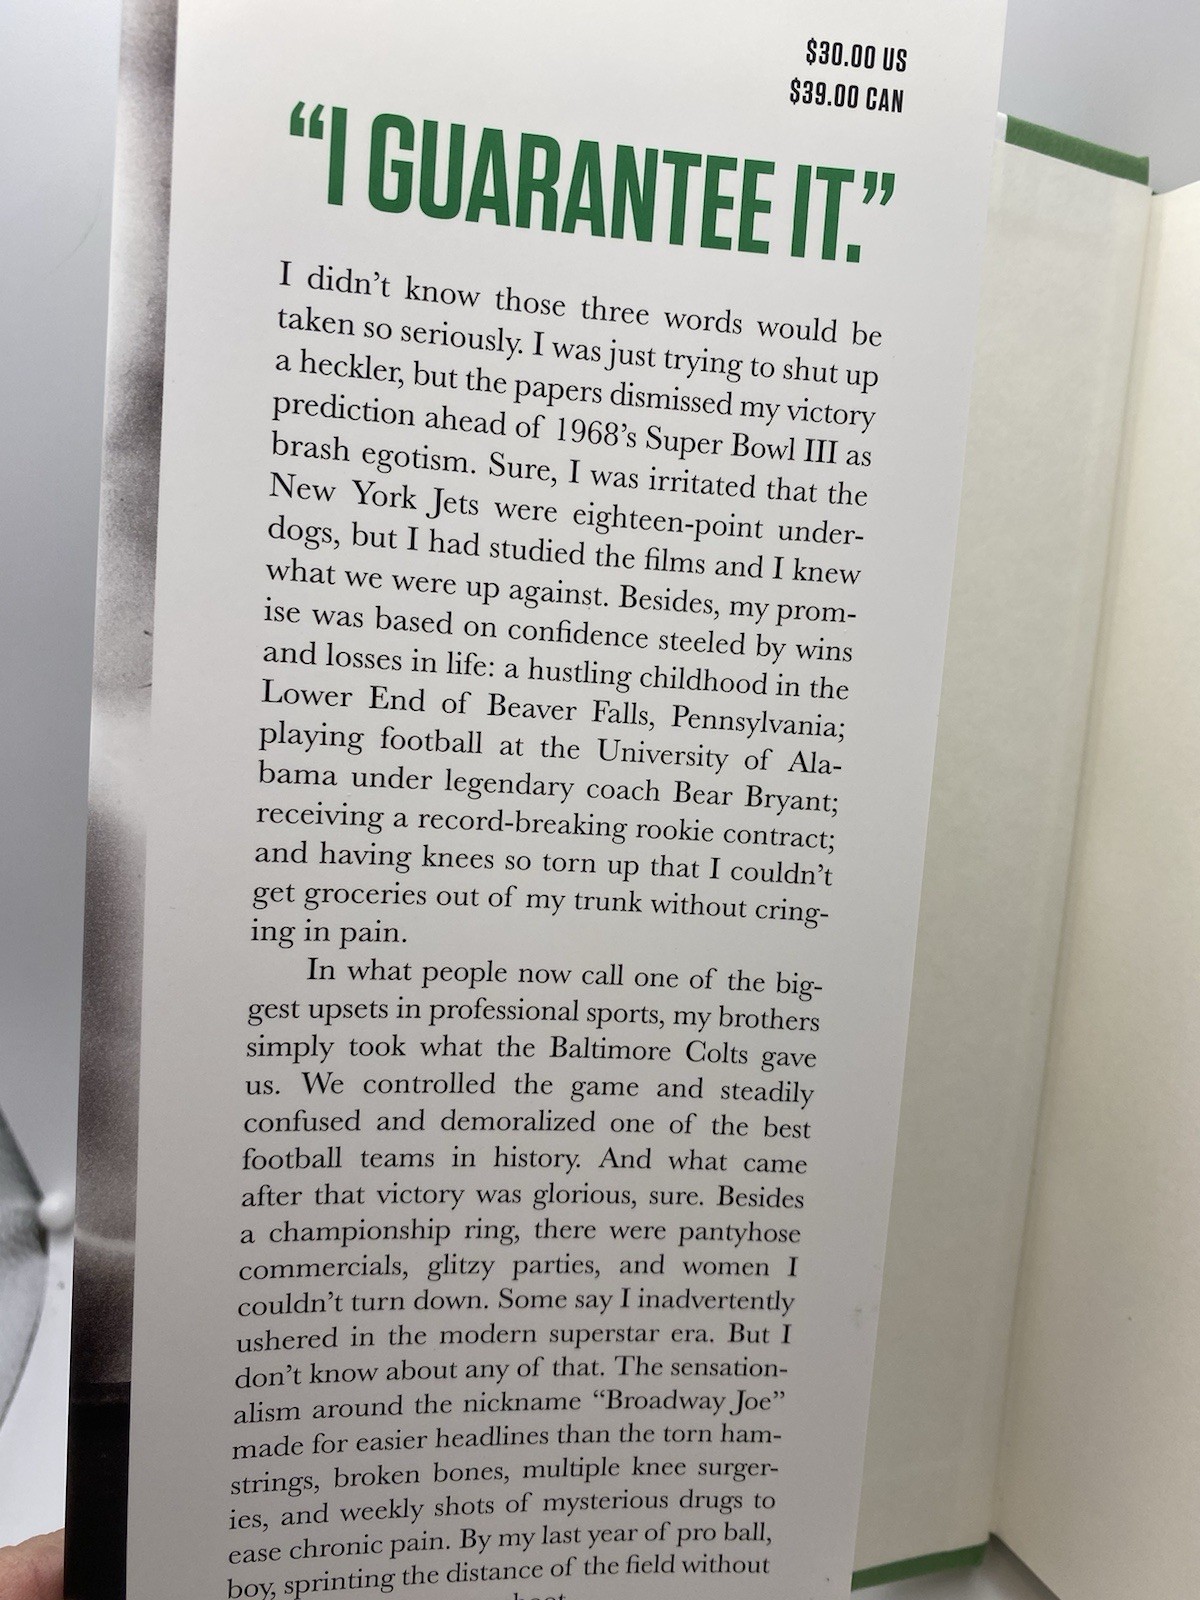 $30.00 US
$39.00 CAN
“I GUARANTEE IT.”
I didn’t know those three words would be
taken so seriously. I was just trying to shut up
a heckler, but the papers dismissed my victory
prediction ahead of 1968’s Super Bowl III as
brash egotism. Sure, I was irritated that the
New York Jets were eighteen-point under-
dogs, but I had studied the films and I knew
what we were up against. Besides, my prom-
ise was based on confidence steeled by wins
and losses in life: a hustling childhood in the
Lower End of Beaver Falls, Pennsylvania;
playing football at the University of Ala-
bama under legendary coach Bear Bryant;
receiving a record-breaking rookie contract;
and having knees so torn up that I couldn’t
get groceries out of my trunk without cring-
ing in pain.
In what people now call one of the big-
gest upsets in professional sports, my brothers
simply took what the Baltimore Colts gave
us. We controlled the game and steadily
confused and demoralized one of the best
football teams in history. And what came
after that victory was glorious, sure. Besides
a championship ring, there were pantyhose
commercials, glitzy parties, and women I
couldn’t turn down. Some say I inadvertently
ushered in the modern superstar era. But I
don’t know about any of that. The sensation-
alism around the nickname “Broadway Joe”
made for easier headlines than the torn ham-
strings, broken bones, multiple knee surger-
ies, and weekly shots of mysterious drugs to
ease chronic pain. By my last year of pro ball,
boy, sprinting the distance of the field without